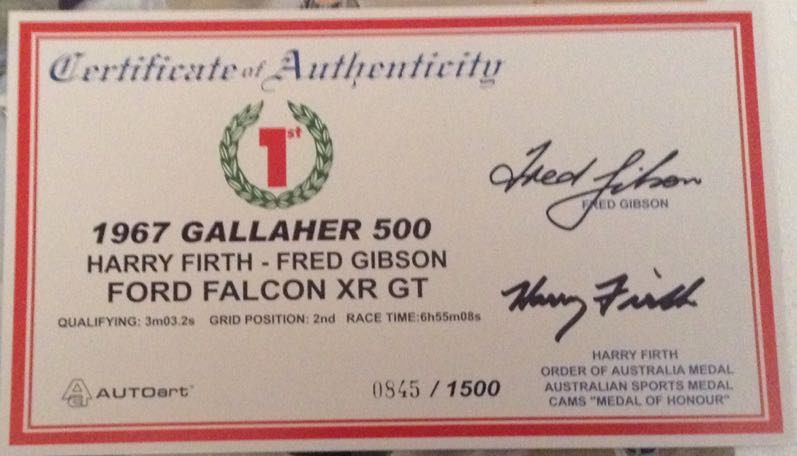 Certificate of Authenticity
1st
1967 GALLAHER 500
HARRY FIRTH - FRED GIBSON
FORD FALCON XR GT
QUALIFYING: 3m03.2s GRID POSITION: 2nd RACE TIME:6h55m08s
AUTOart
0845 / 1500
Fred Gibson
FRED GIBSON
Harry Firth
HARRY FIRTH
ORDER OF AUSTRALIA MEDAL
AUSTRALIAN SPORTS MEDAL
CAMS "MEDAL OF HONOUR"